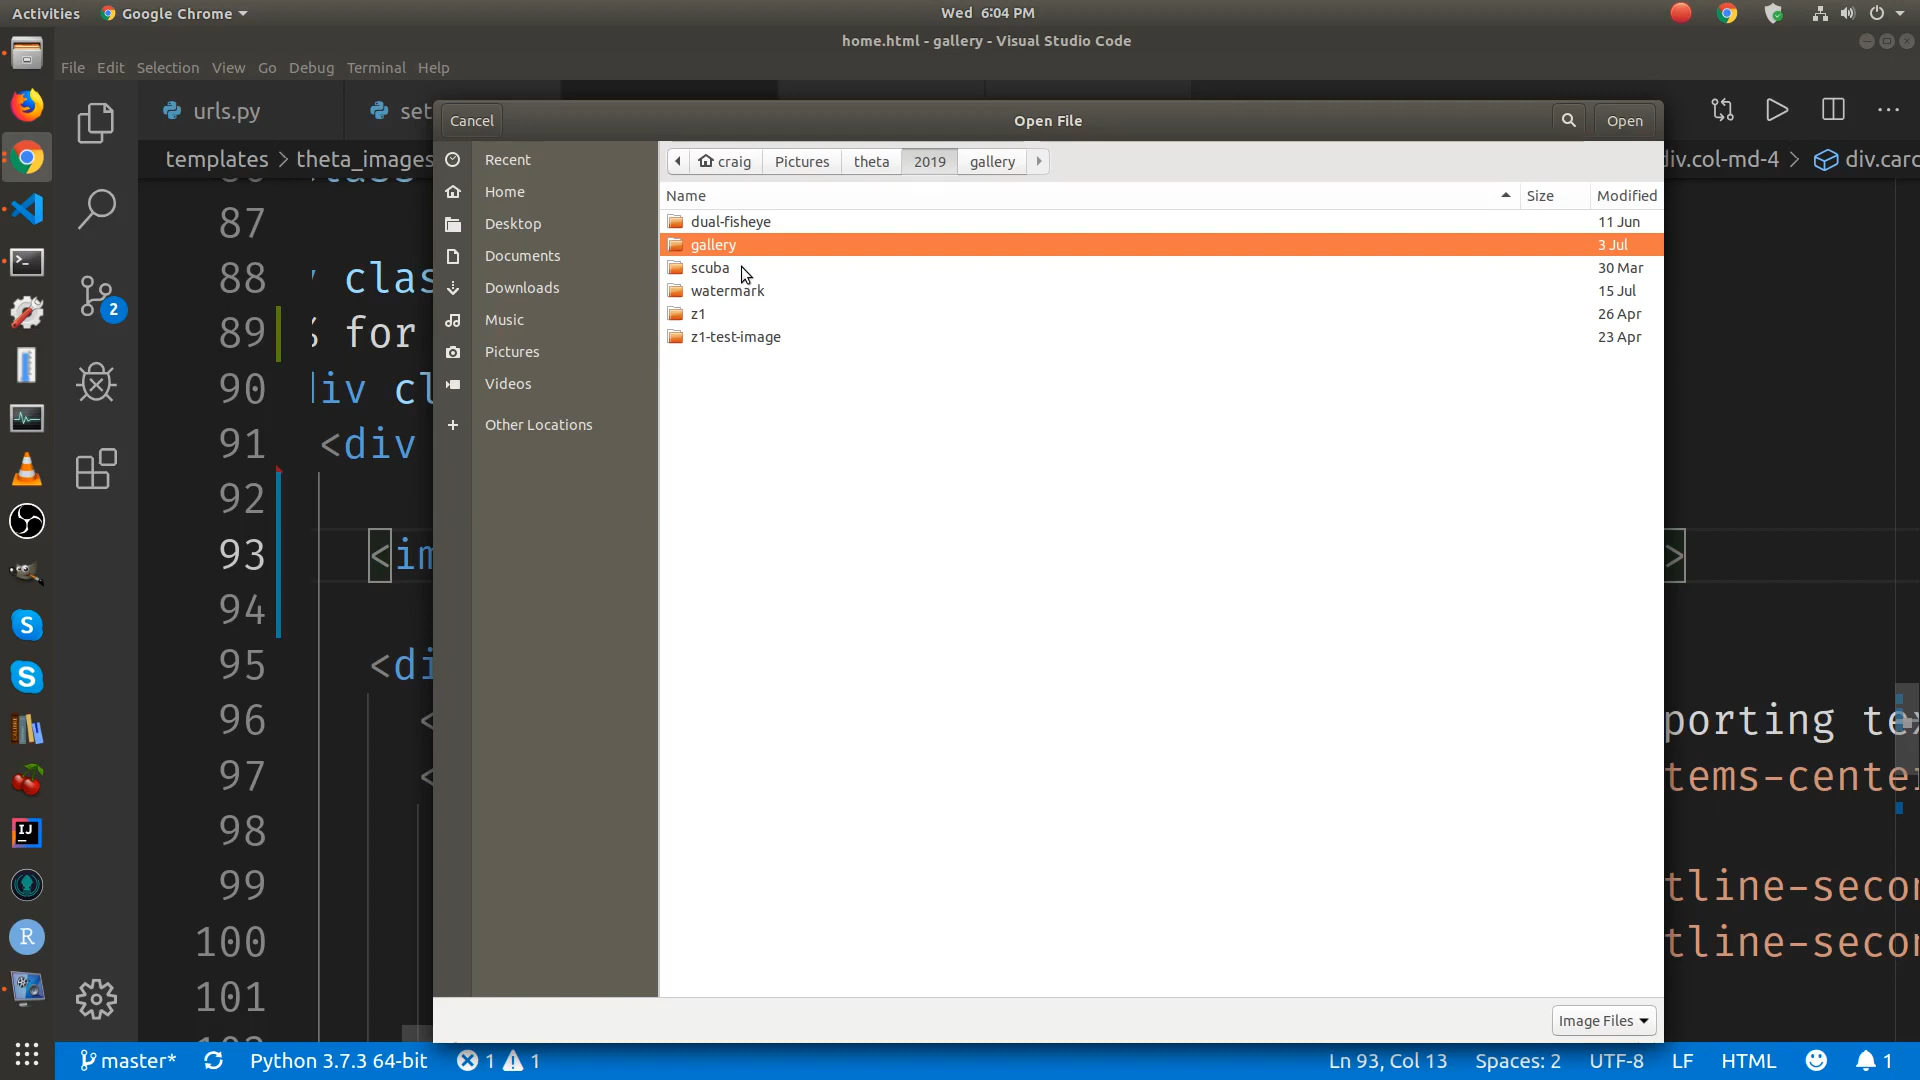 Activities Google Chrome Wed 6:04 PM
home.html - gallery - Visual Studio Code
File Edit Selection View Go Debug Terminal Help
urls.py set
Cancel Open File Open
templates > theta_images
div.col-md-4 > div.card
Recent
Home
Desktop
Documents
Downloads
Music
Pictures
Videos
+ Other Locations
craig Pictures theta 2019 gallery
Name Size Modified
dual-fisheye 11 Jun
gallery 3 Jul
scuba 30 Mar
watermark 15 Jul
z1 26 Apr
z1-test-image 23 Apr
Image Files
87
88 clas
89 for
90 div cl
91 <div
92
93 <im >
94
95 <di
96 < porting te
97 < tems-cente
98
99 tline-secon
100 tline-secon
101
2
S
S
IJ
R
master* Python 3.7.3 64-bit 1 1 Ln 93, Col 13 Spaces: 2 UTF-8 LF HTML 1